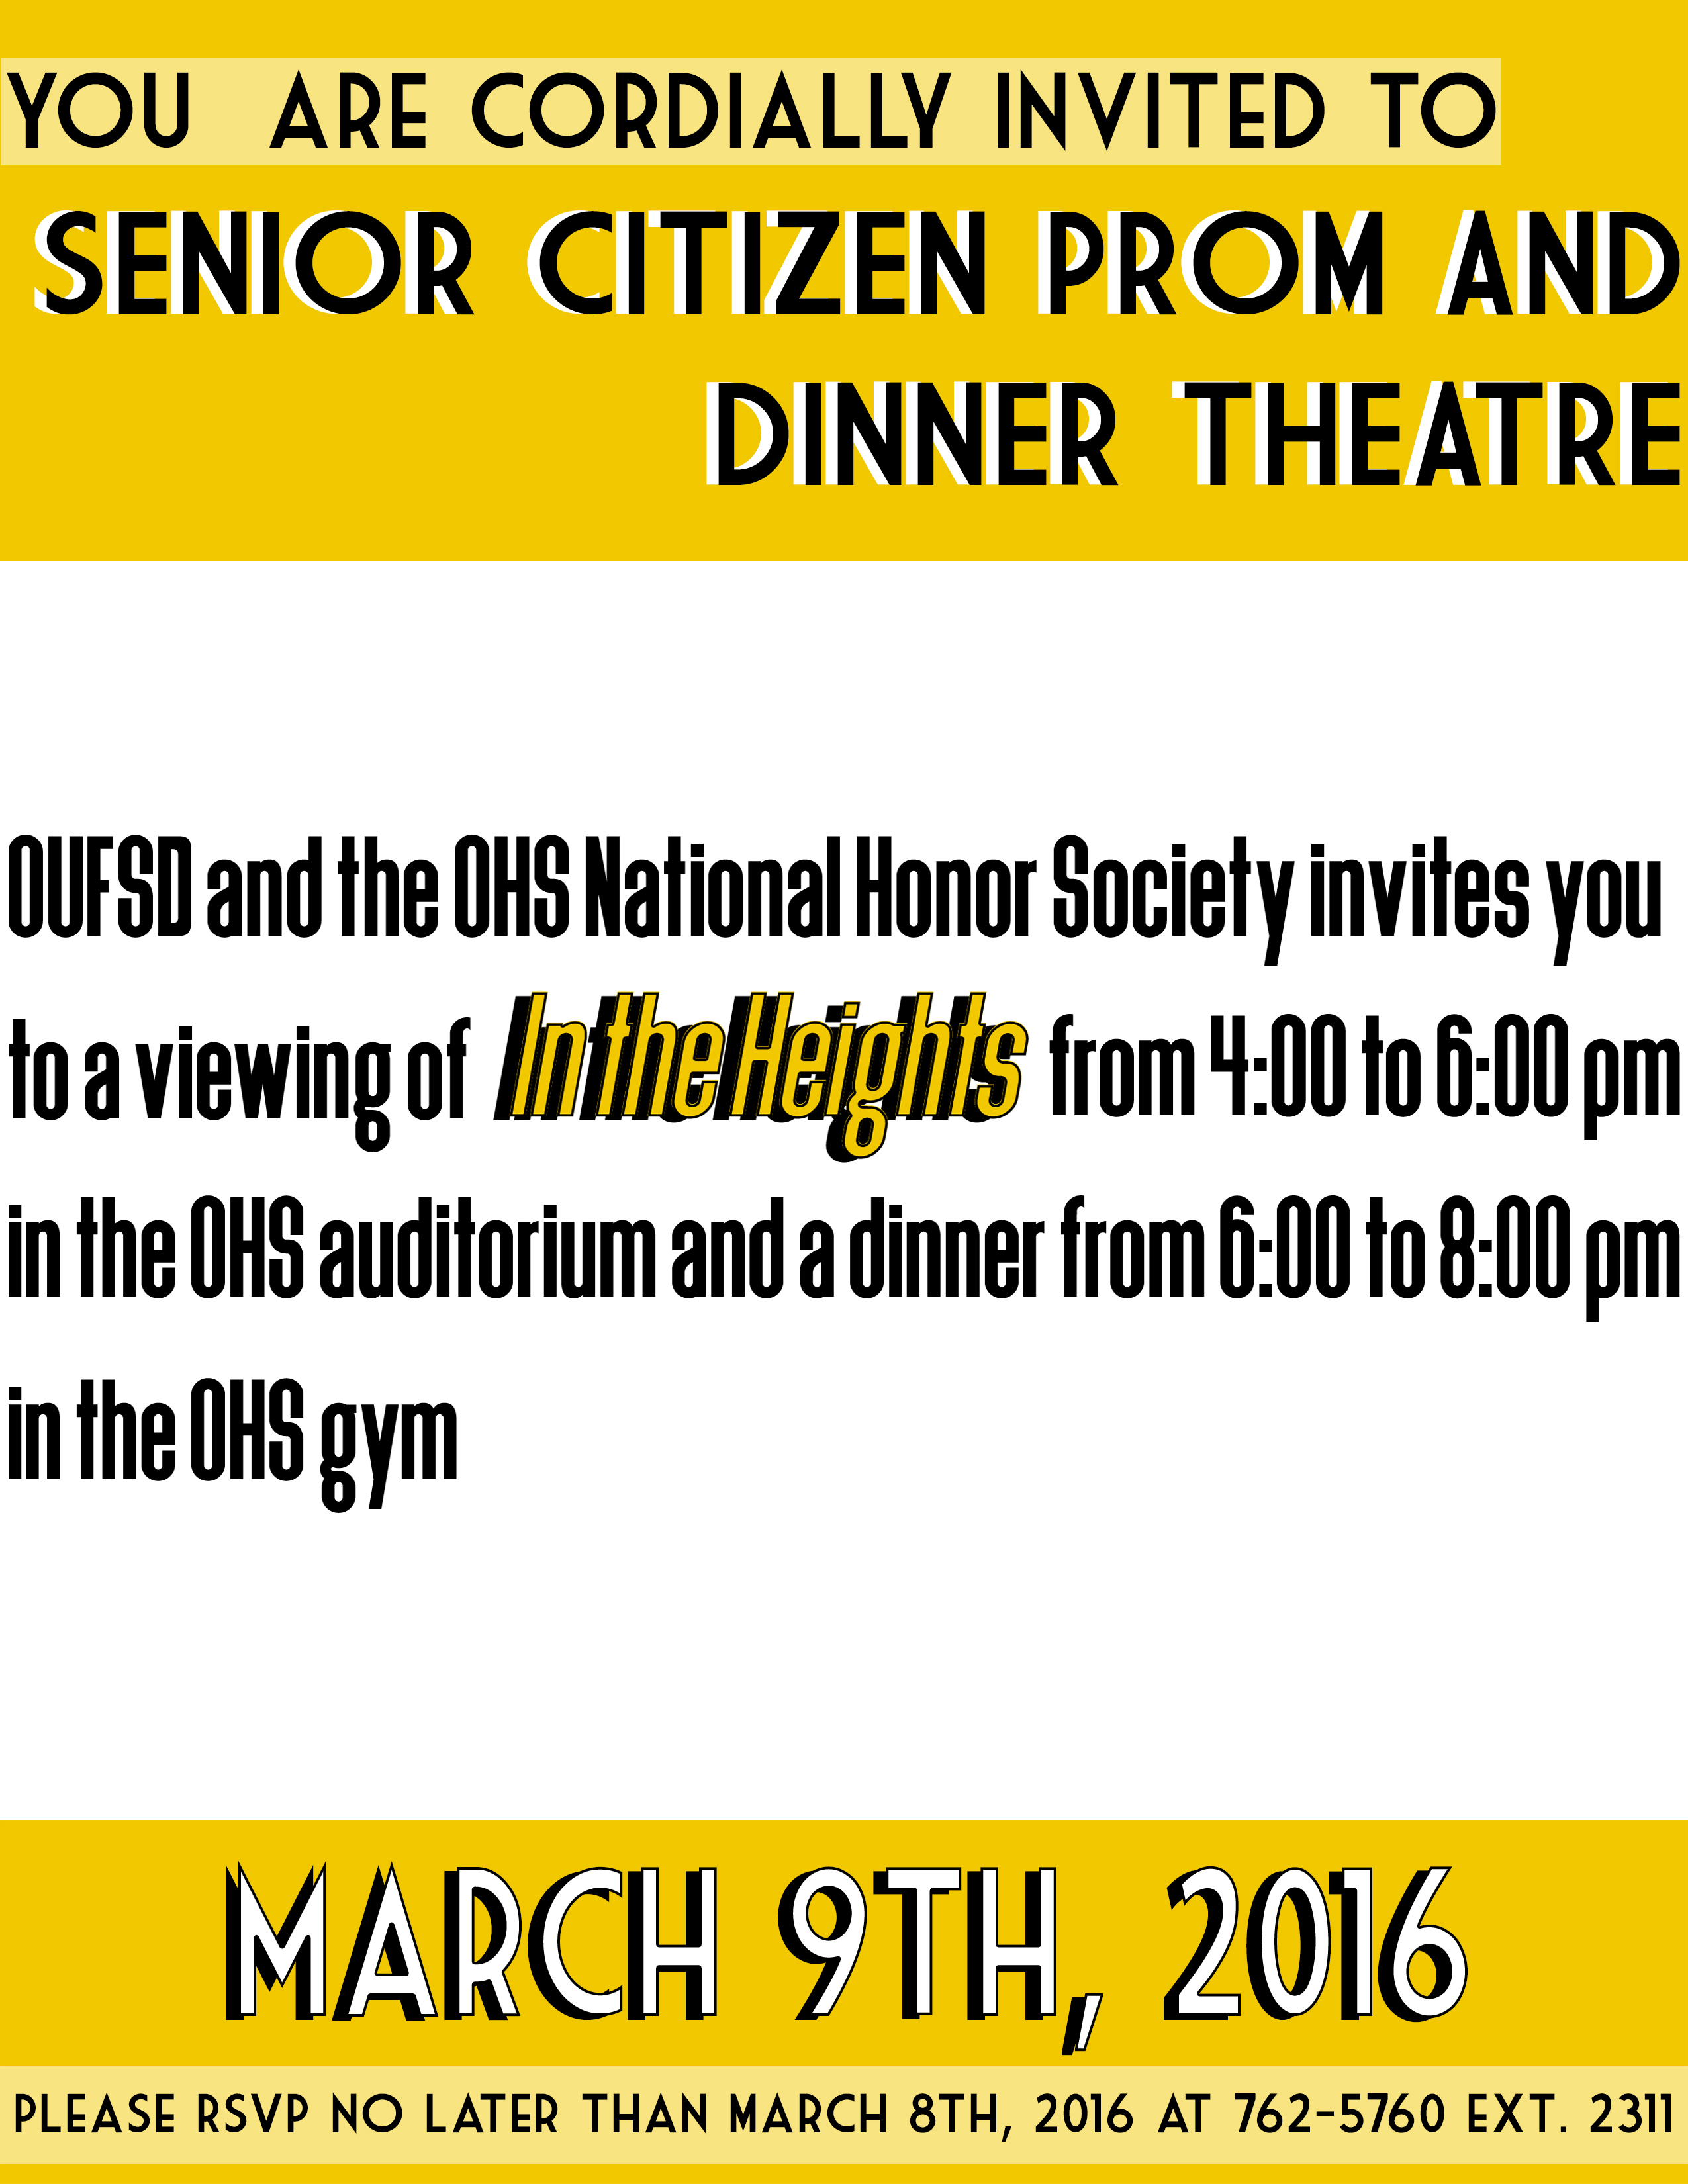 YOU ARE CORDIALLY INVITED TO
SENIOR CITIZEN PROM AND
DINNER THEATRE
OUFSD and the OHS National Honor Society invites you
to a viewing of In the Heights from 4:00 to 6:00 pm
in the OHS auditorium and a dinner from 6:00 to 8:00 pm
in the OHS gym
MARCH 9TH, 2016
PLEASE RSVP NO LATER THAN MARCH 8TH, 2016 AT 762-5760 EXT. 2311